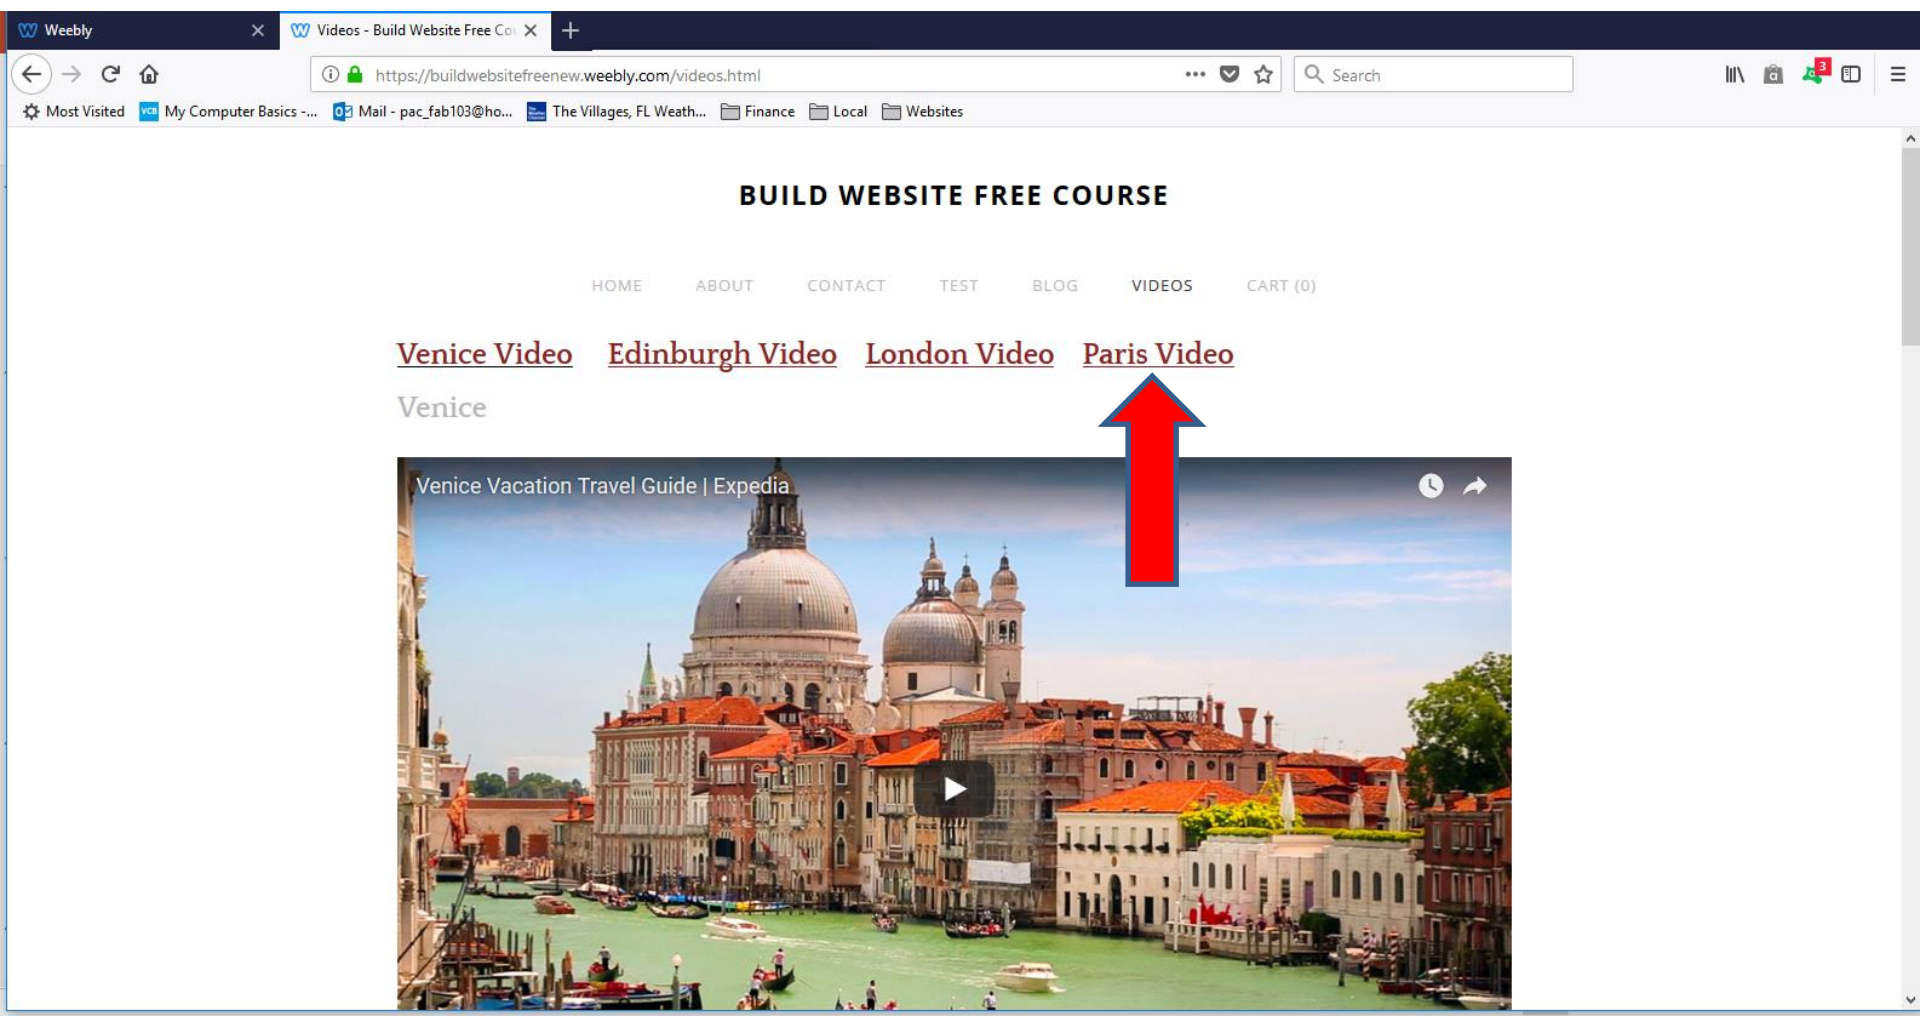 Weebly
Videos - Build Website Free Co
https://buildwebsitefreenew.weebly.com/videos.html
Search
3
Most Visited
My Computer Basics -...
Mail - pac_fab103@ho...
The Villages, FL Weath...
Finance
Local
Websites
BUILD WEBSITE FREE COURSE
HOME ABOUT CONTACT TEST BLOG VIDEOS CART (0)
Venice Video Edinburgh Video London Video Paris Video
Venice
Venice Vacation Travel Guide | Expedia